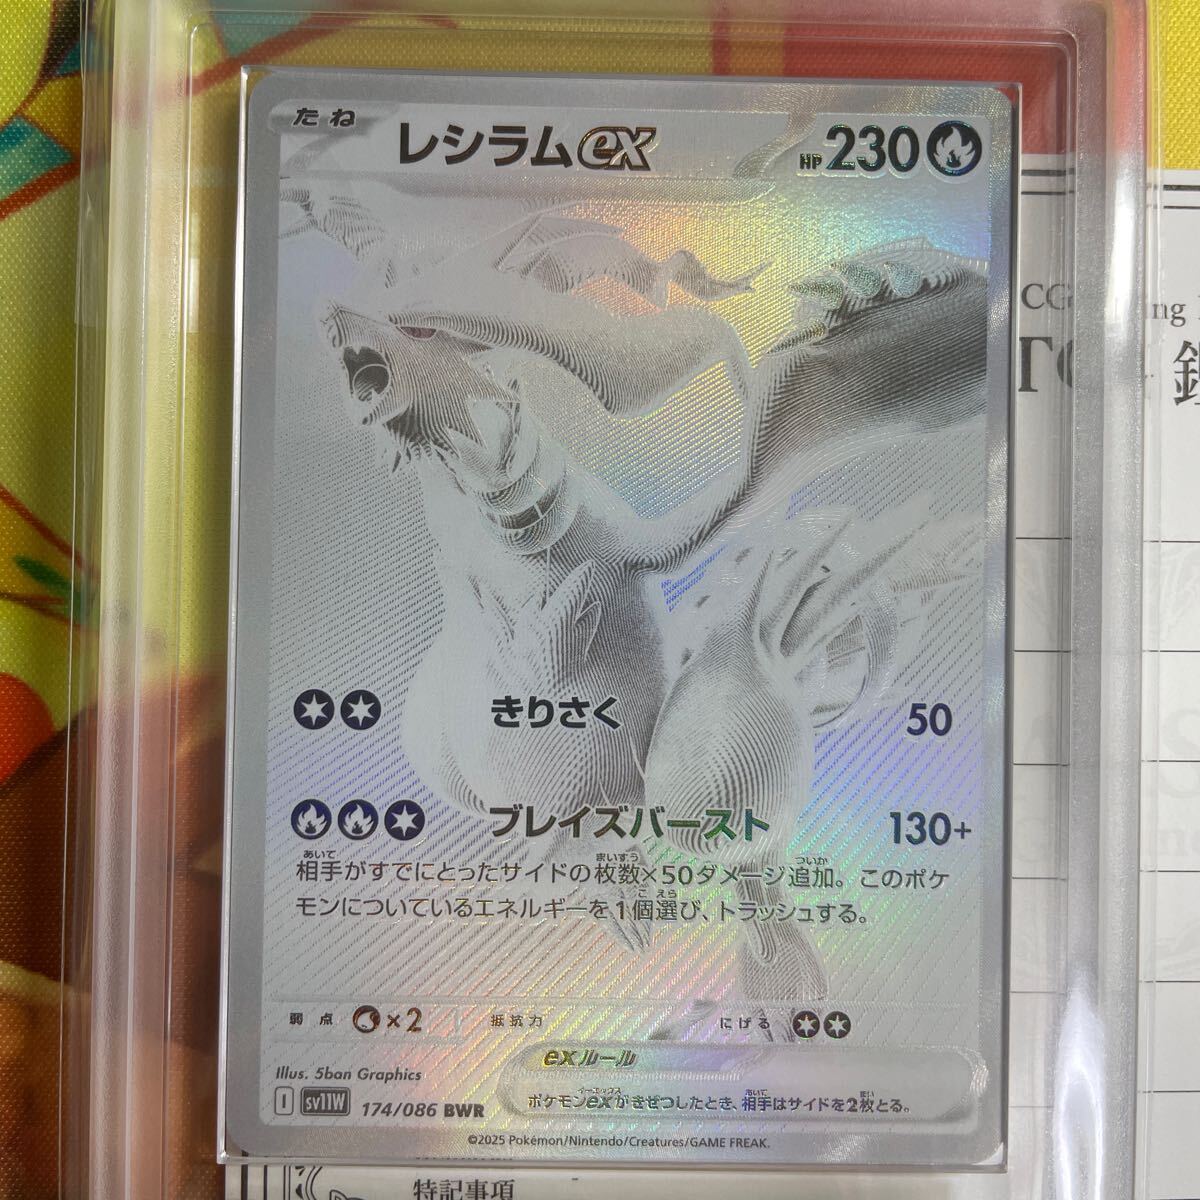 たね
レシラムex
HP230
きりさく 50
ブレイズバースト 130+
相手がすでにとったサイドの枚数×50ダメージ追加。このポケ
モンについているエネルギーを1個選び、トラッシュする。
弱点 ×2 抵抗力 にげる
exルール
ポケモンexがきぜつしたとき、相手はサイドを2枚とる。
Illus. 5ban Graphics
I sv11W 174/086 BWR
©2025 Pokémon/Nintendo/Creatures/GAME FREAK.
特記事項